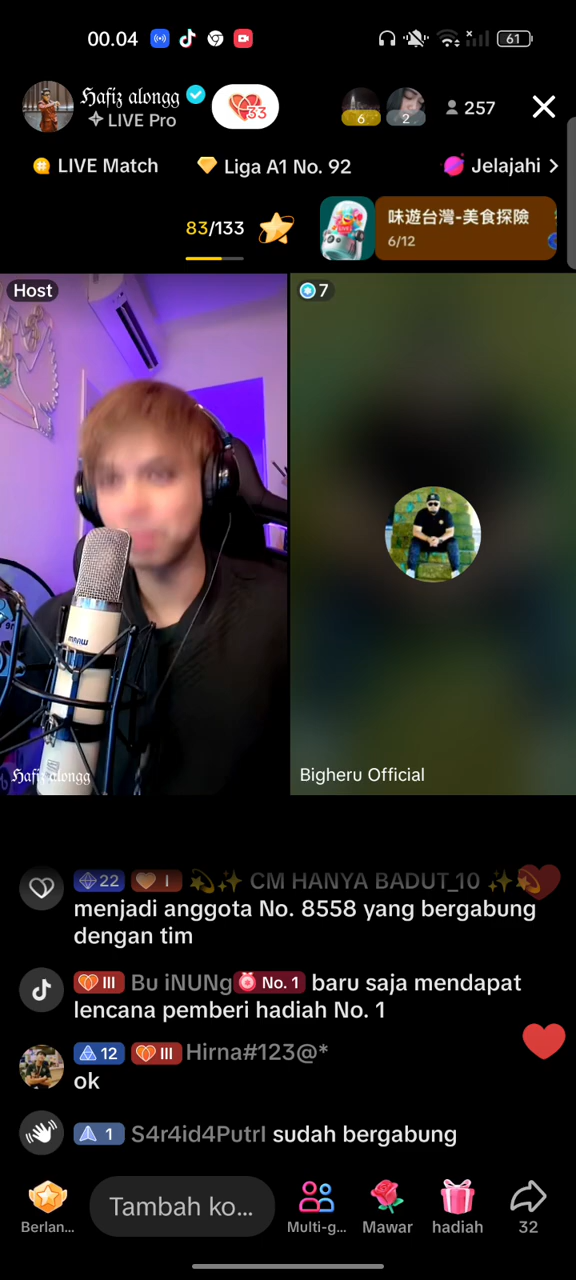 00.04
61
Hafiz alongg
LIVE Pro
33
6
2
257
LIVE Match
Liga A1 No. 92
Jelajahi
83/133
味遊台灣-美食探險
6/12
Host
7
Hafiz alongg
Bigheru Official
22 I CM HANYA BADUT_10
menjadi anggota No. 8558 yang bergabung
dengan tim
III Bu iNUNg No. 1 baru saja mendapat
lencana pemberi hadiah No. 1
12 III Hirna#123@*
ok
1 S4r4id4PutrI sudah bergabung
Berlan...
Tambah ko...
Multi-g...
Mawar
hadiah
32